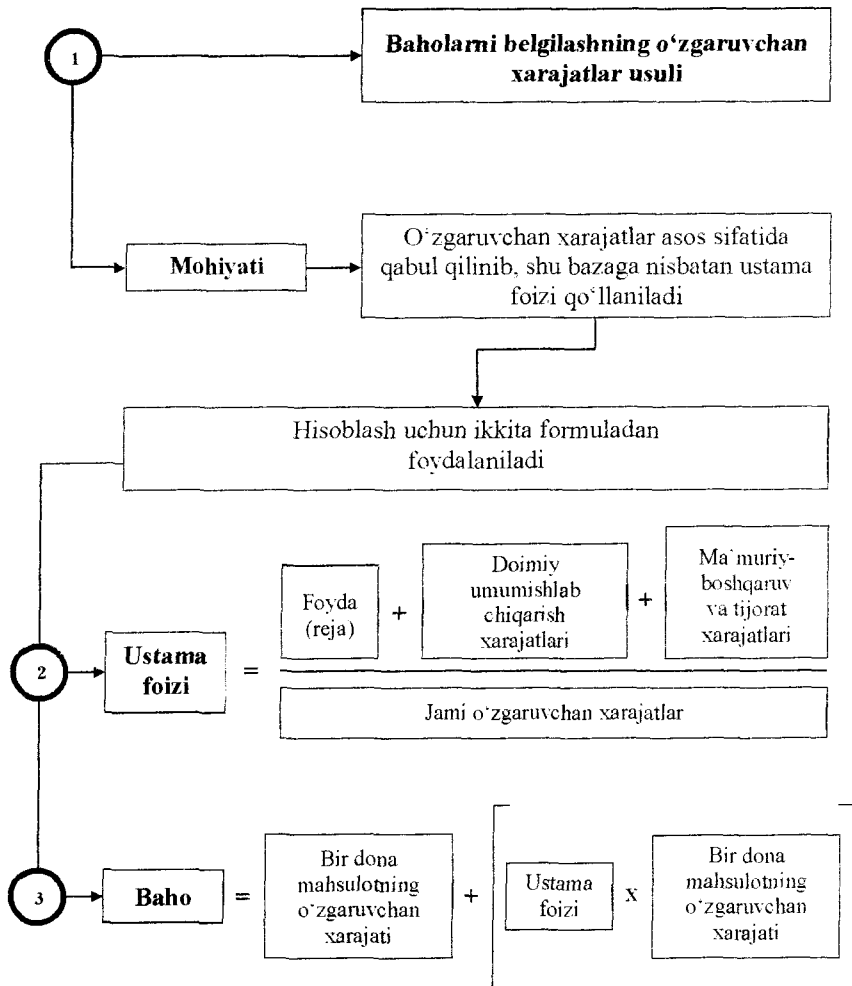 1
Baholarni belgilashning o‘zgaruvchan
xarajatlar usuli
Mohiyati
O‘zgaruvchan xarajatlar asos sifatida
qabul qilinib, shu bazaga nisbatan ustama
foizi qo‘llaniladi
Hisoblash uchun ikkita formuladan
foydalaniladi
2
Ustama
foizi
=
Foyda
(reja)
+
Doimiy
umumishlab
chiqarish
xarajatlari
+
Ma‘muriy-
boshqaruv
va tijorat
xarajatlari
Jami o‘zgaruvchan xarajatlar
3
Baho
=
Bir dona
mahsulotning
o‘zgaruvchan
xarajati
+
Ustama
foizi
x
Bir dona
mahsulotning
o‘zgaruvchan
xarajati